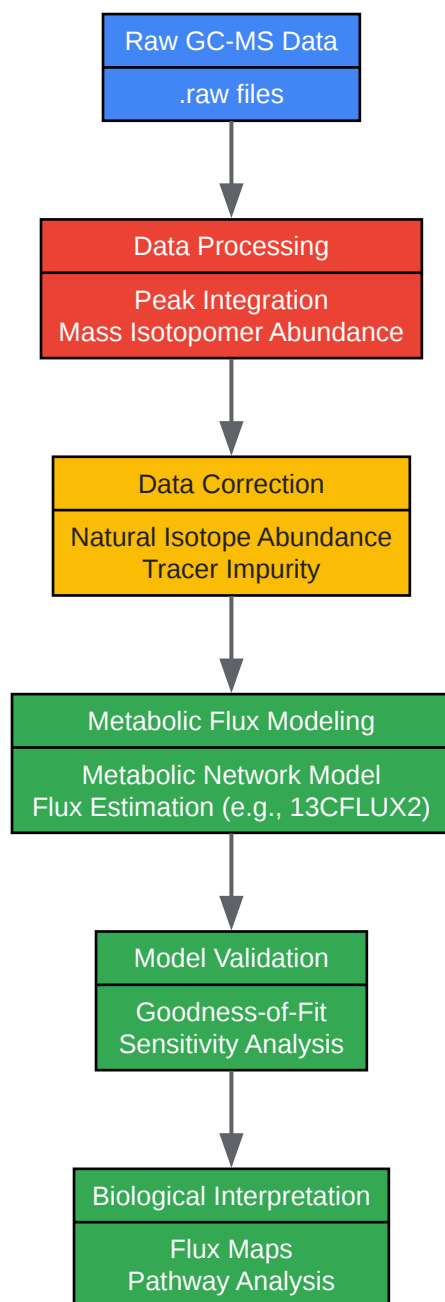 Raw GC-MS Data
.raw files
Data Processing
Peak Integration
Mass Isotopomer Abundance
Data Correction
Natural Isotope Abundance
Tracer Impurity
Metabolic Flux Modeling
Metabolic Network Model
Flux Estimation (e.g., 13CFLUX2)
Model Validation
Goodness-of-Fit
Sensitivity Analysis
Biological Interpretation
Flux Maps
Pathway Analysis